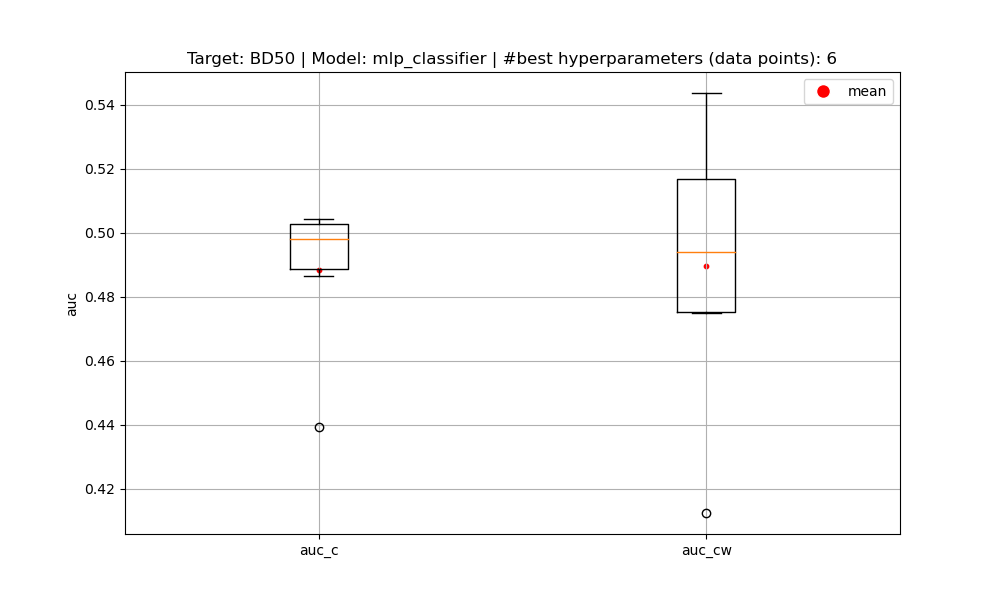 Target: BD50 | Model: mlp_classifier | #best hyperparameters (data points): 6
mean
0.54
0.52
0.50
0.48
0.46
0.44
0.42
auc
auc_c
auc_cw